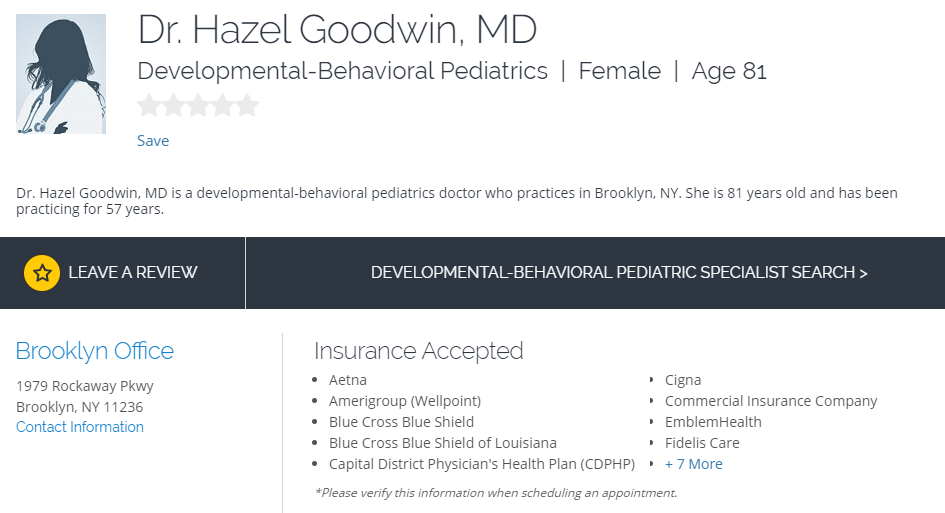 Dr. Hazel Goodwin, MD
Developmental-Behavioral Pediatrics | Female | Age 81
Save
Dr. Hazel Goodwin, MD is a developmental-behavioral pediatrics doctor who practices in Brooklyn, NY. She is 81 years old and has been
practicing for 57 years.
LEAVE A REVIEW
DEVELOPMENTAL-BEHAVIORAL PEDIATRIC SPECIALIST SEARCH >
Brooklyn Office
1979 Rockaway Pkwy
Brooklyn, NY 11236
Contact Information
Insurance Accepted
• Aetna
• Amerigroup (Wellpoint)
• Blue Cross Blue Shield
• Blue Cross Blue Shield of Louisiana
• Capital District Physician's Health Plan (CDPHP)
• Cigna
• Commercial Insurance Company
• EmblemHealth
• Fidelis Care
• + 7 More
*Please verify this information when scheduling an appointment.